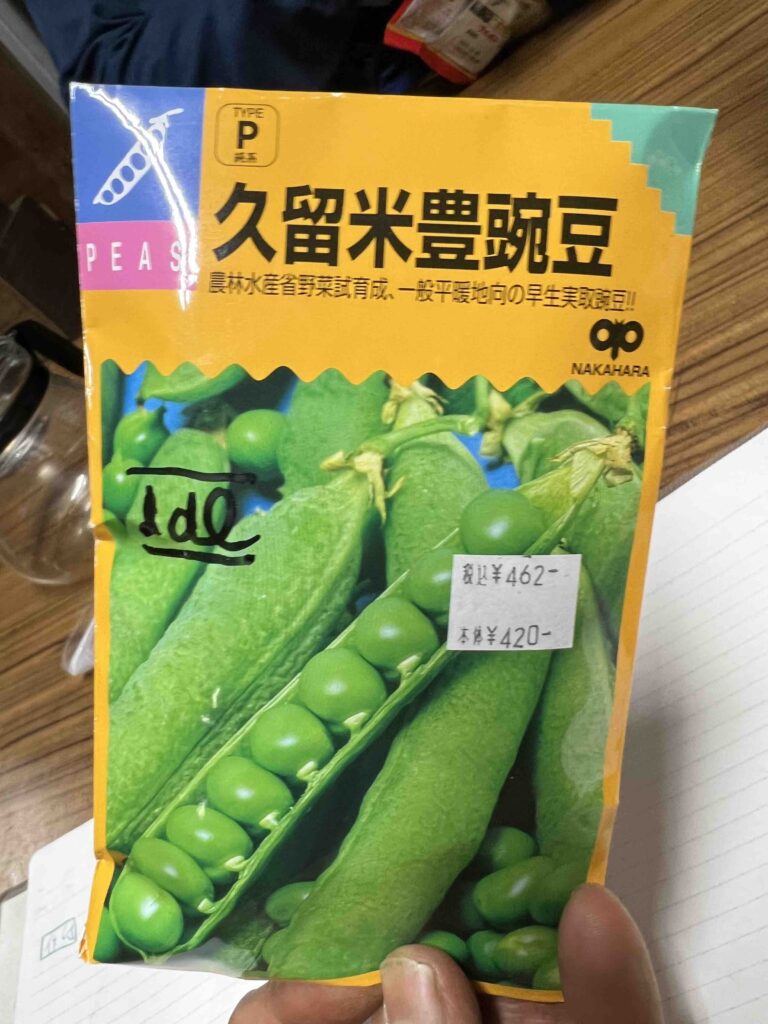 TYPE
P
純系
PEAS
久留米豊豌豆
農林水産省野菜試育成、一般平暖地向の早生実取豌豆!!
NAKAHARA
1dl
税込¥462-
本体¥420-